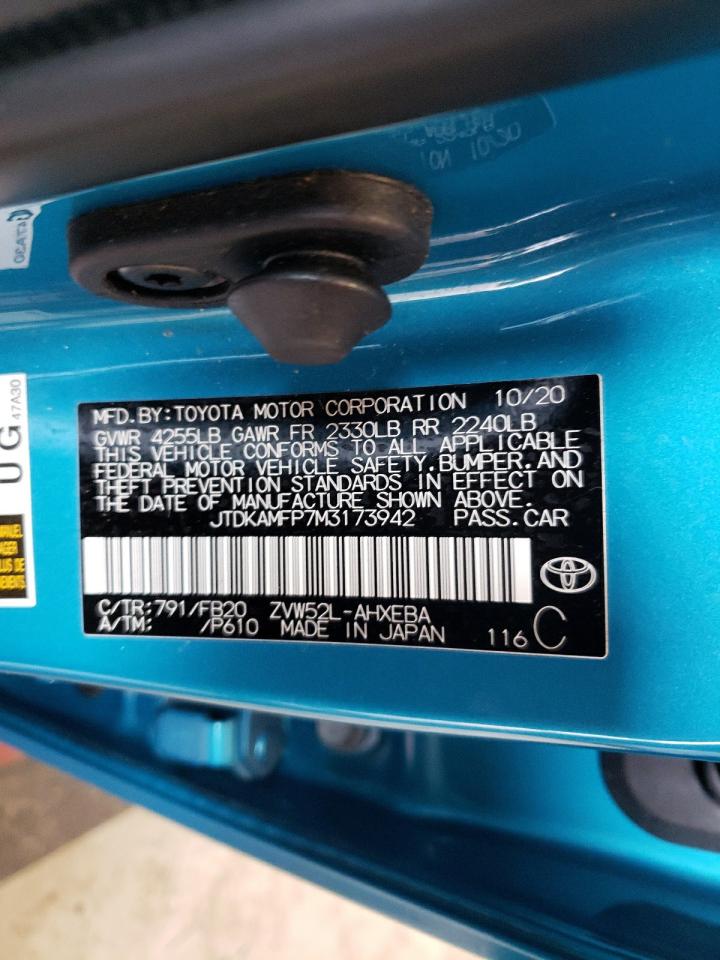 MFD.BY:TOYOTA MOTOR CORPORATION 10/20
GVWR 4255LB GAWR FR 2330LB RR 2240LB
THIS VEHICLE CONFORMS TO ALL APPLICABLE
FEDERAL MOTOR VEHICLE SAFETY.BUMPER.AND
THEFT PREVENTION STANDARDS IN EFFECT ON
THE DATE OF MANUFACTURE SHOWN ABOVE.
JTDKAMFP7M3173942 PASS.CAR
C/TR:791/FB20 ZVW52L-AHXEBA
A/TM: /P610 MADE IN JAPAN 116 C
UG
47A30